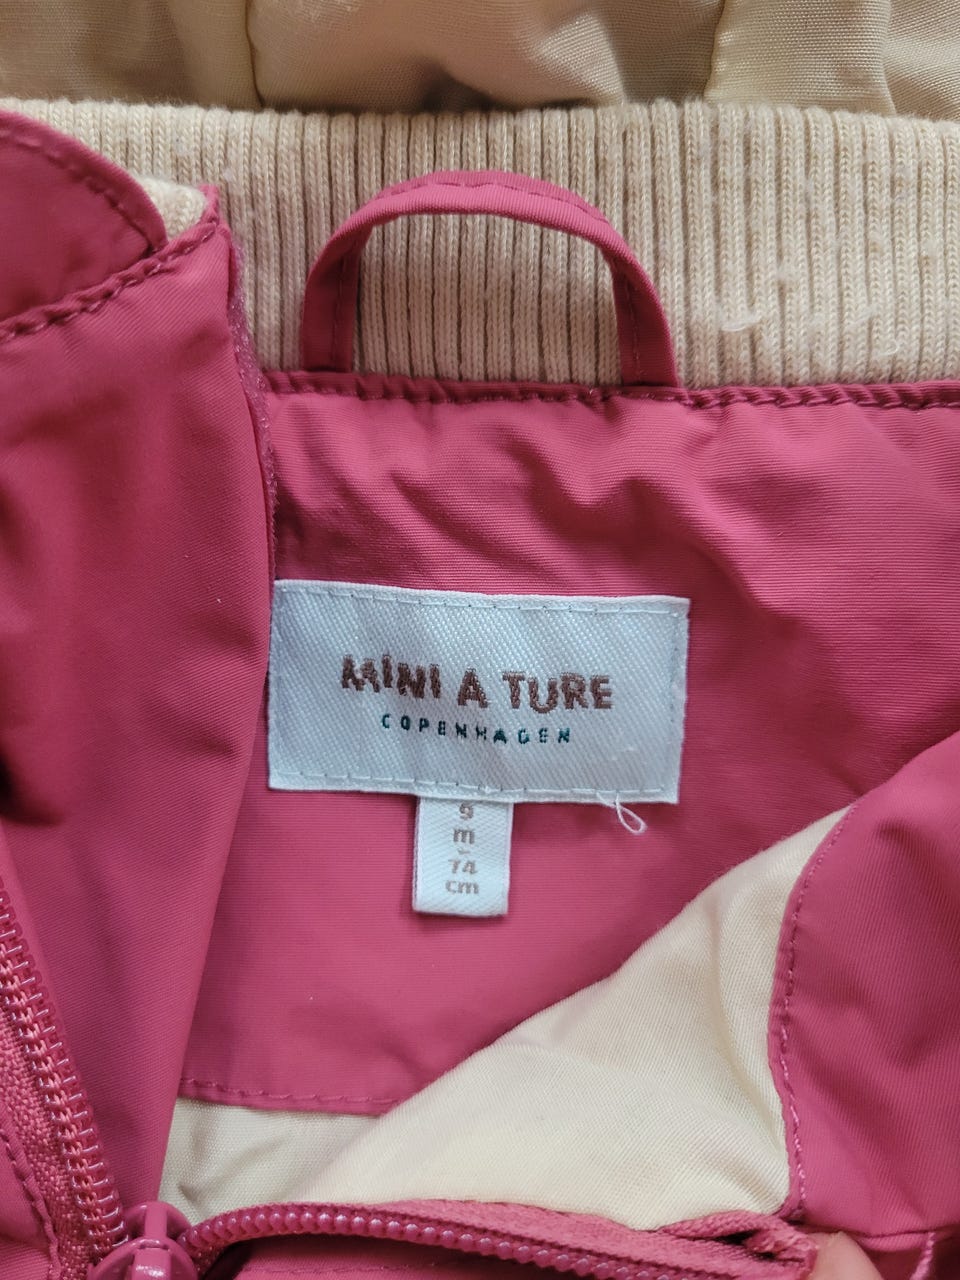 MINI A TURE
COPENHAGEN
9
m
-
74
cm